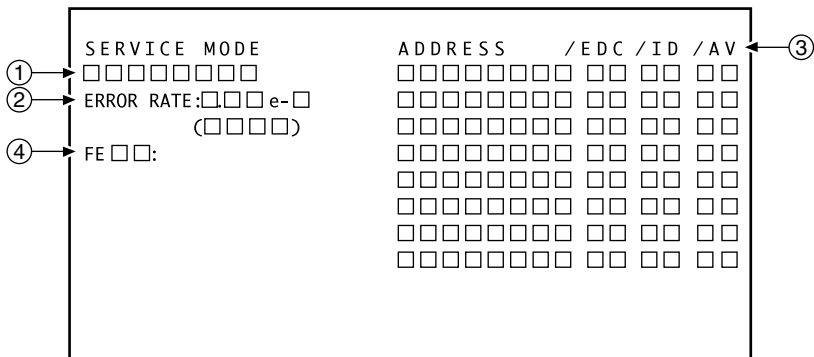 SERVICE MODE ADDRESS /EDC /ID /AV ③
① □□□□□□□□ □□□□□□□□ □□ □□ □□
② ERROR RATE:□.□□e-□ □□□□□□□□ □□ □□ □□
(□□□□) □□□□□□□□ □□ □□ □□
④ FE□□: □□□□□□□□ □□ □□ □□
□□□□□□□□ □□ □□ □□
□□□□□□□□ □□ □□ □□
□□□□□□□□ □□ □□ □□
□□□□□□□□ □□ □□ □□